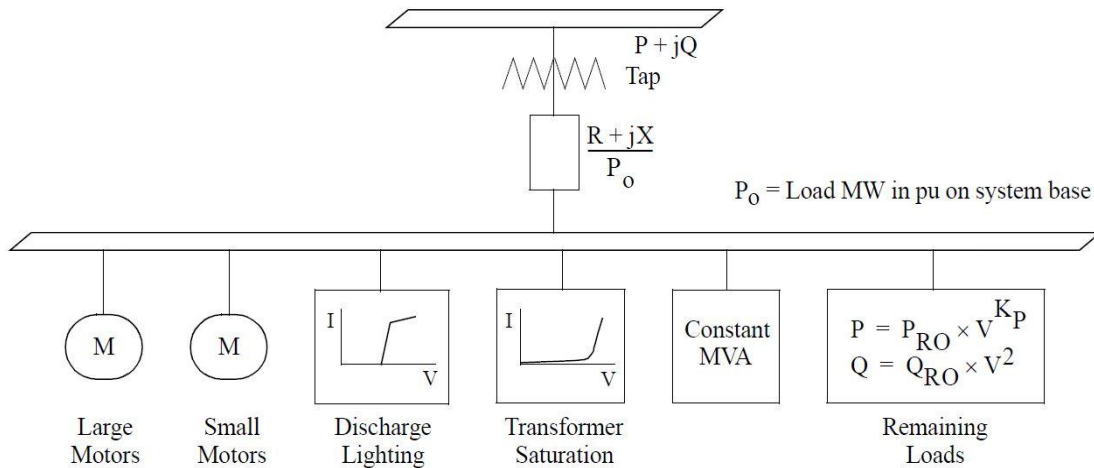 P + jQ
Tap
R + jX
P_o
P_o = Load MW in pu on system base
M
M
I
V
I
V
Constant
MVA
P = P_RO × V^K_P
Q = Q_RO × V^2
Large
Motors
Small
Motors
Discharge
Lighting
Transformer
Saturation
Remaining
Loads